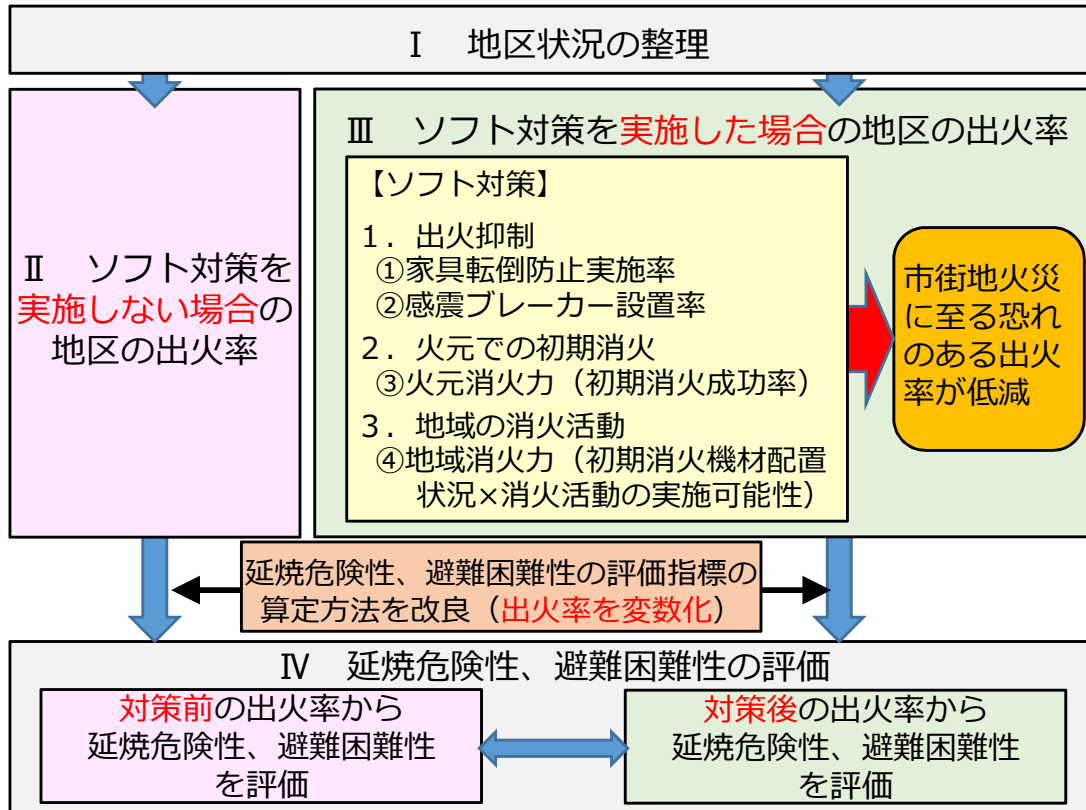 Ⅰ　地区状況の整理
Ⅱ　ソフト対策を
実施しない場合の
地区の出火率
Ⅲ　ソフト対策を実施した場合の地区の出火率
【ソフト対策】
１．出火抑制
①家具転倒防止実施率
②感震ブレーカー設置率
２．火元での初期消火
③火元消火力（初期消火成功率）
３．地域の消火活動
④地域消火力（初期消火機材配置
状況×消火活動の実施可能性）
市街地火災
に至る恐れ
のある出火
率が低減
延焼危険性、避難困難性の評価指標の
算定方法を改良（出火率を変数化）
Ⅳ　延焼危険性、避難困難性の評価
対策前の出火率から
延焼危険性、避難困難性
を評価
対策後の出火率から
延焼危険性、避難困難性
を評価